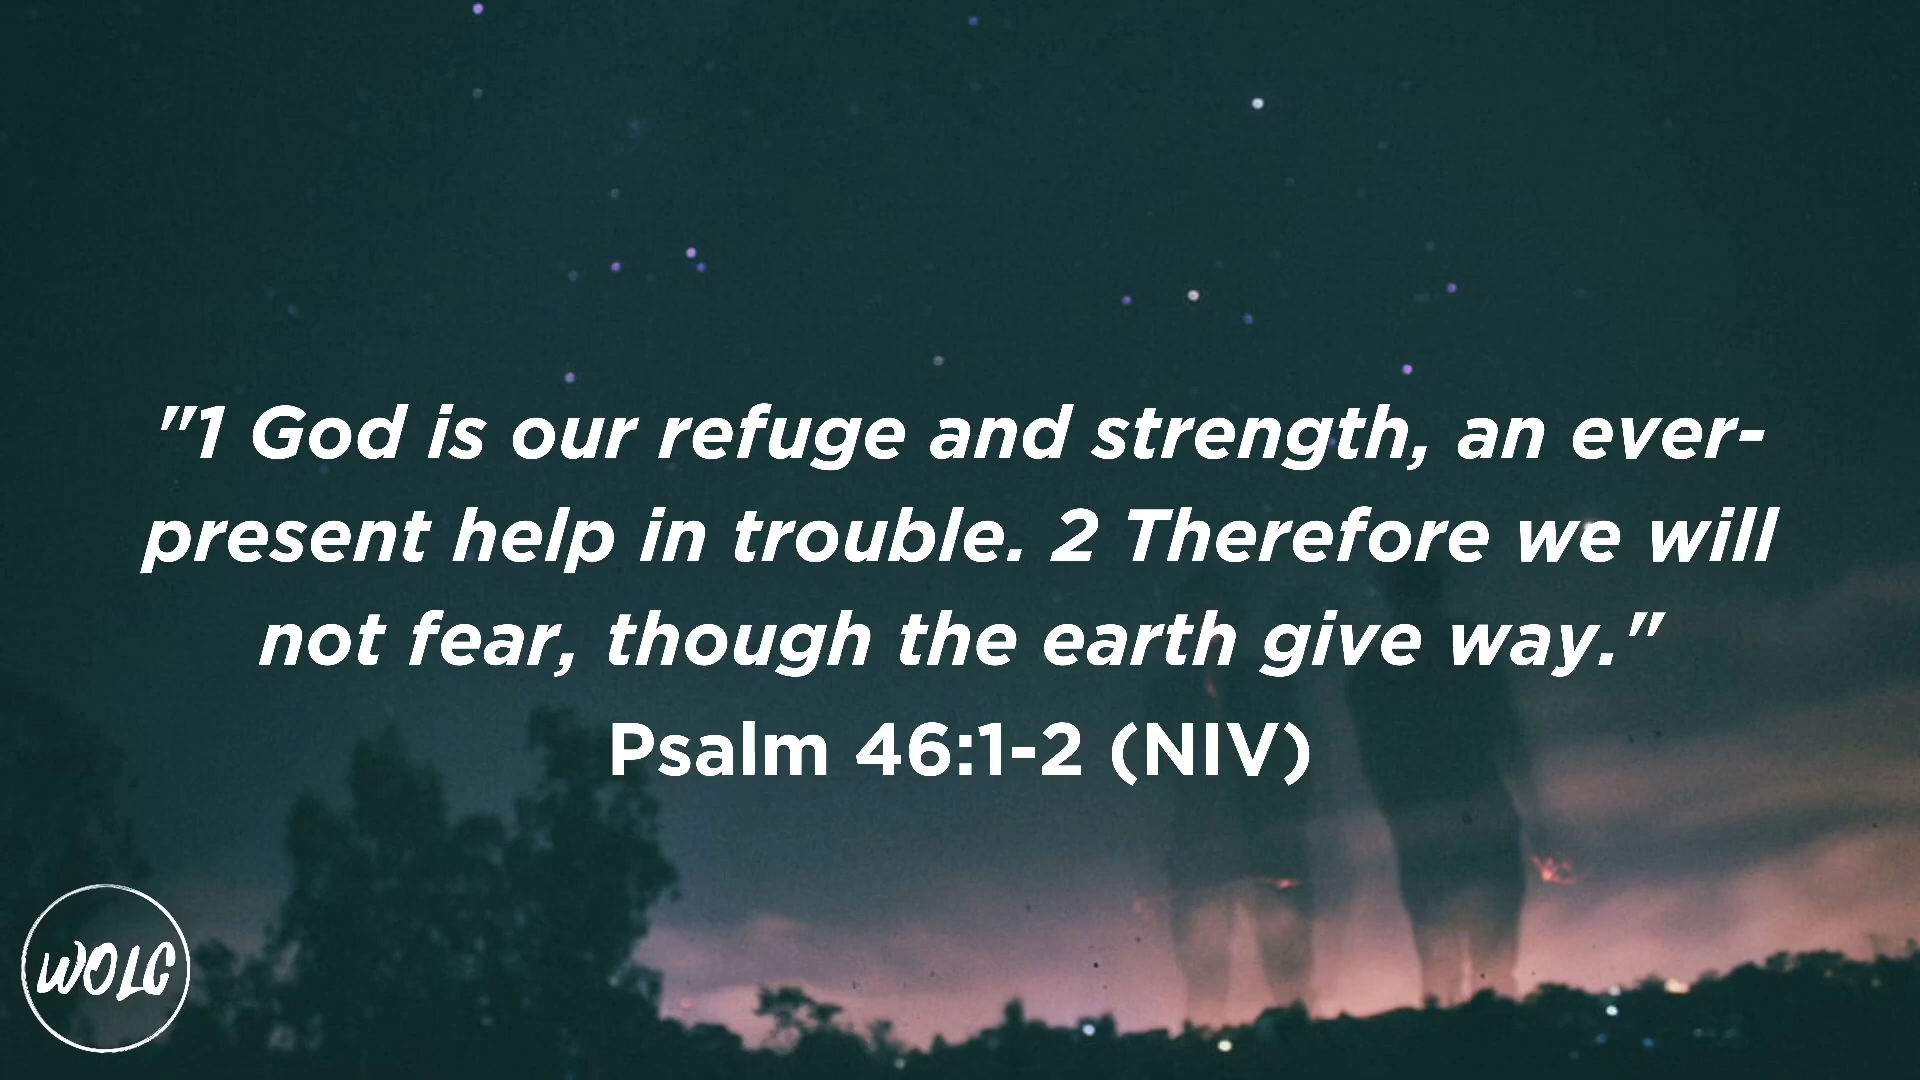 "1 God is our refuge and strength, an ever-
present help in trouble. 2 Therefore we will
not fear, though the earth give way."
Psalm 46:1-2 (NIV)
WOLC